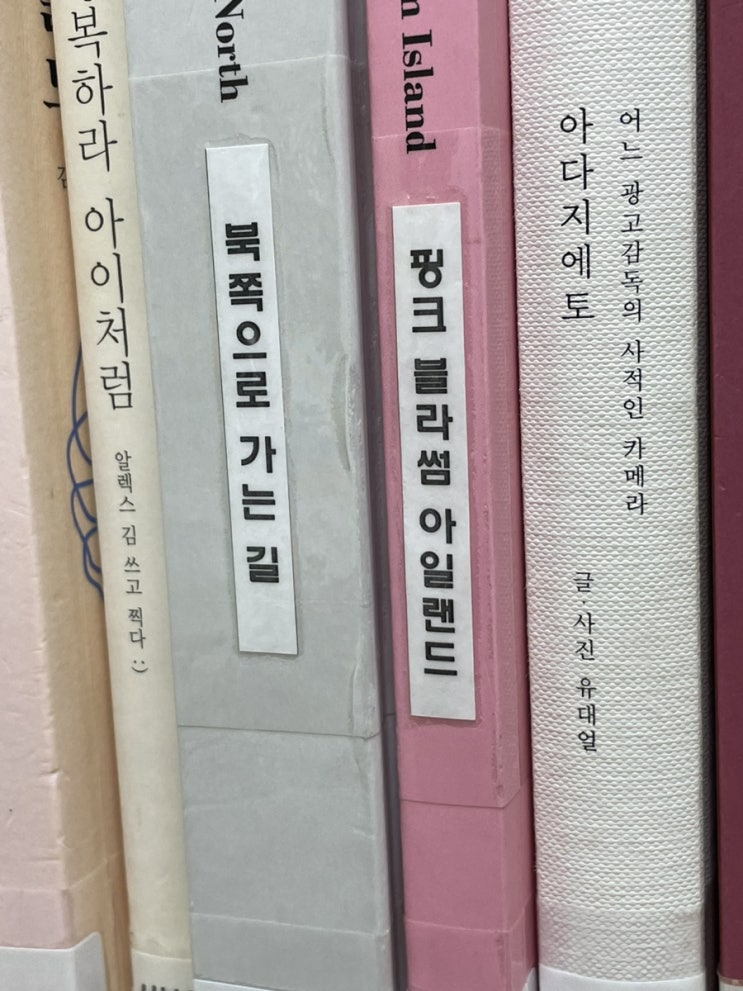 복하라 아이처럼
알렉스 김 쓰고 찍다 :)
North
북쪽으로 가는 길
Island
핑크 블라썸 아일랜드
어느 광고감독의 사적인 카메라
아다지에토
글·사진 유대얼